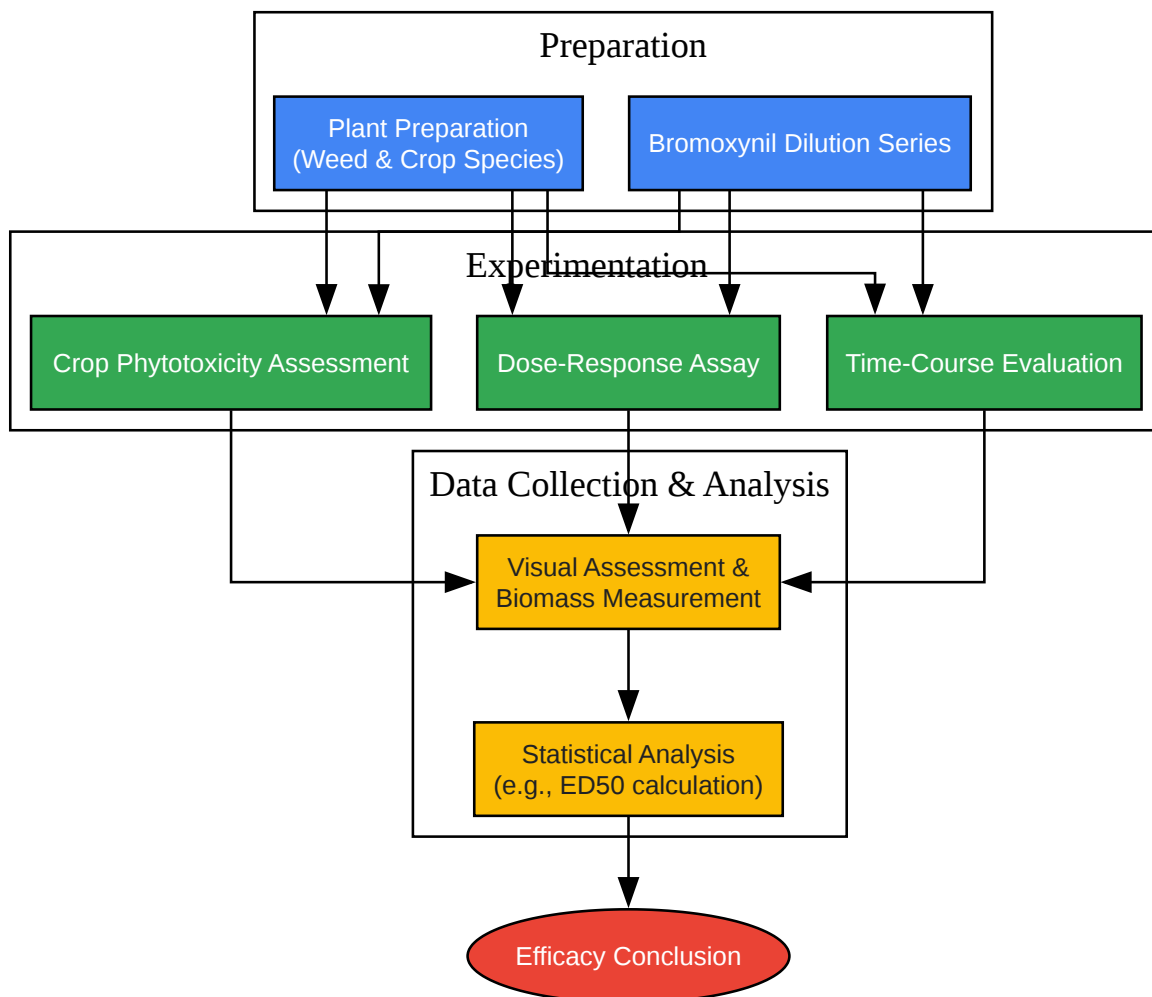 Preparation
Plant Preparation
(Weed & Crop Species)
Bromoxynil Dilution Series
Experimentation
Crop Phytotoxicity Assessment
Dose-Response Assay
Time-Course Evaluation
Data Collection & Analysis
Visual Assessment &
Biomass Measurement
Statistical Analysis
(e.g., ED50 calculation)
Efficacy Conclusion